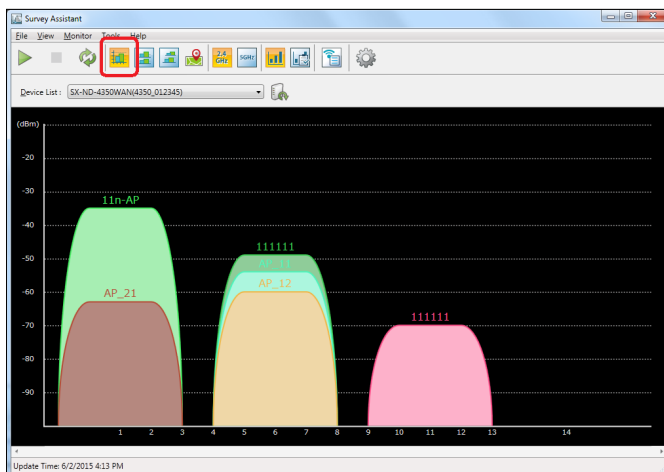 Survey Assistant
File View Monitor Tools Help
2.4 GHz 5GHz
Device List : SX-ND-4350WAN(4350_012345)
(dBm)
-20
-30
11n-AP
-40
111111
-50
AP_12
-60
AP_21
111111
-70
-80
-90
1 2 3 4 5 6 7 8 9 10 11 12 13 14
Update Time: 6/2/2015 4:13 PM